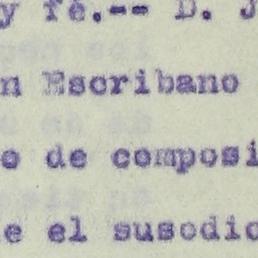 y fé.-- D. J
n Escribano
o de composi
e el susodic